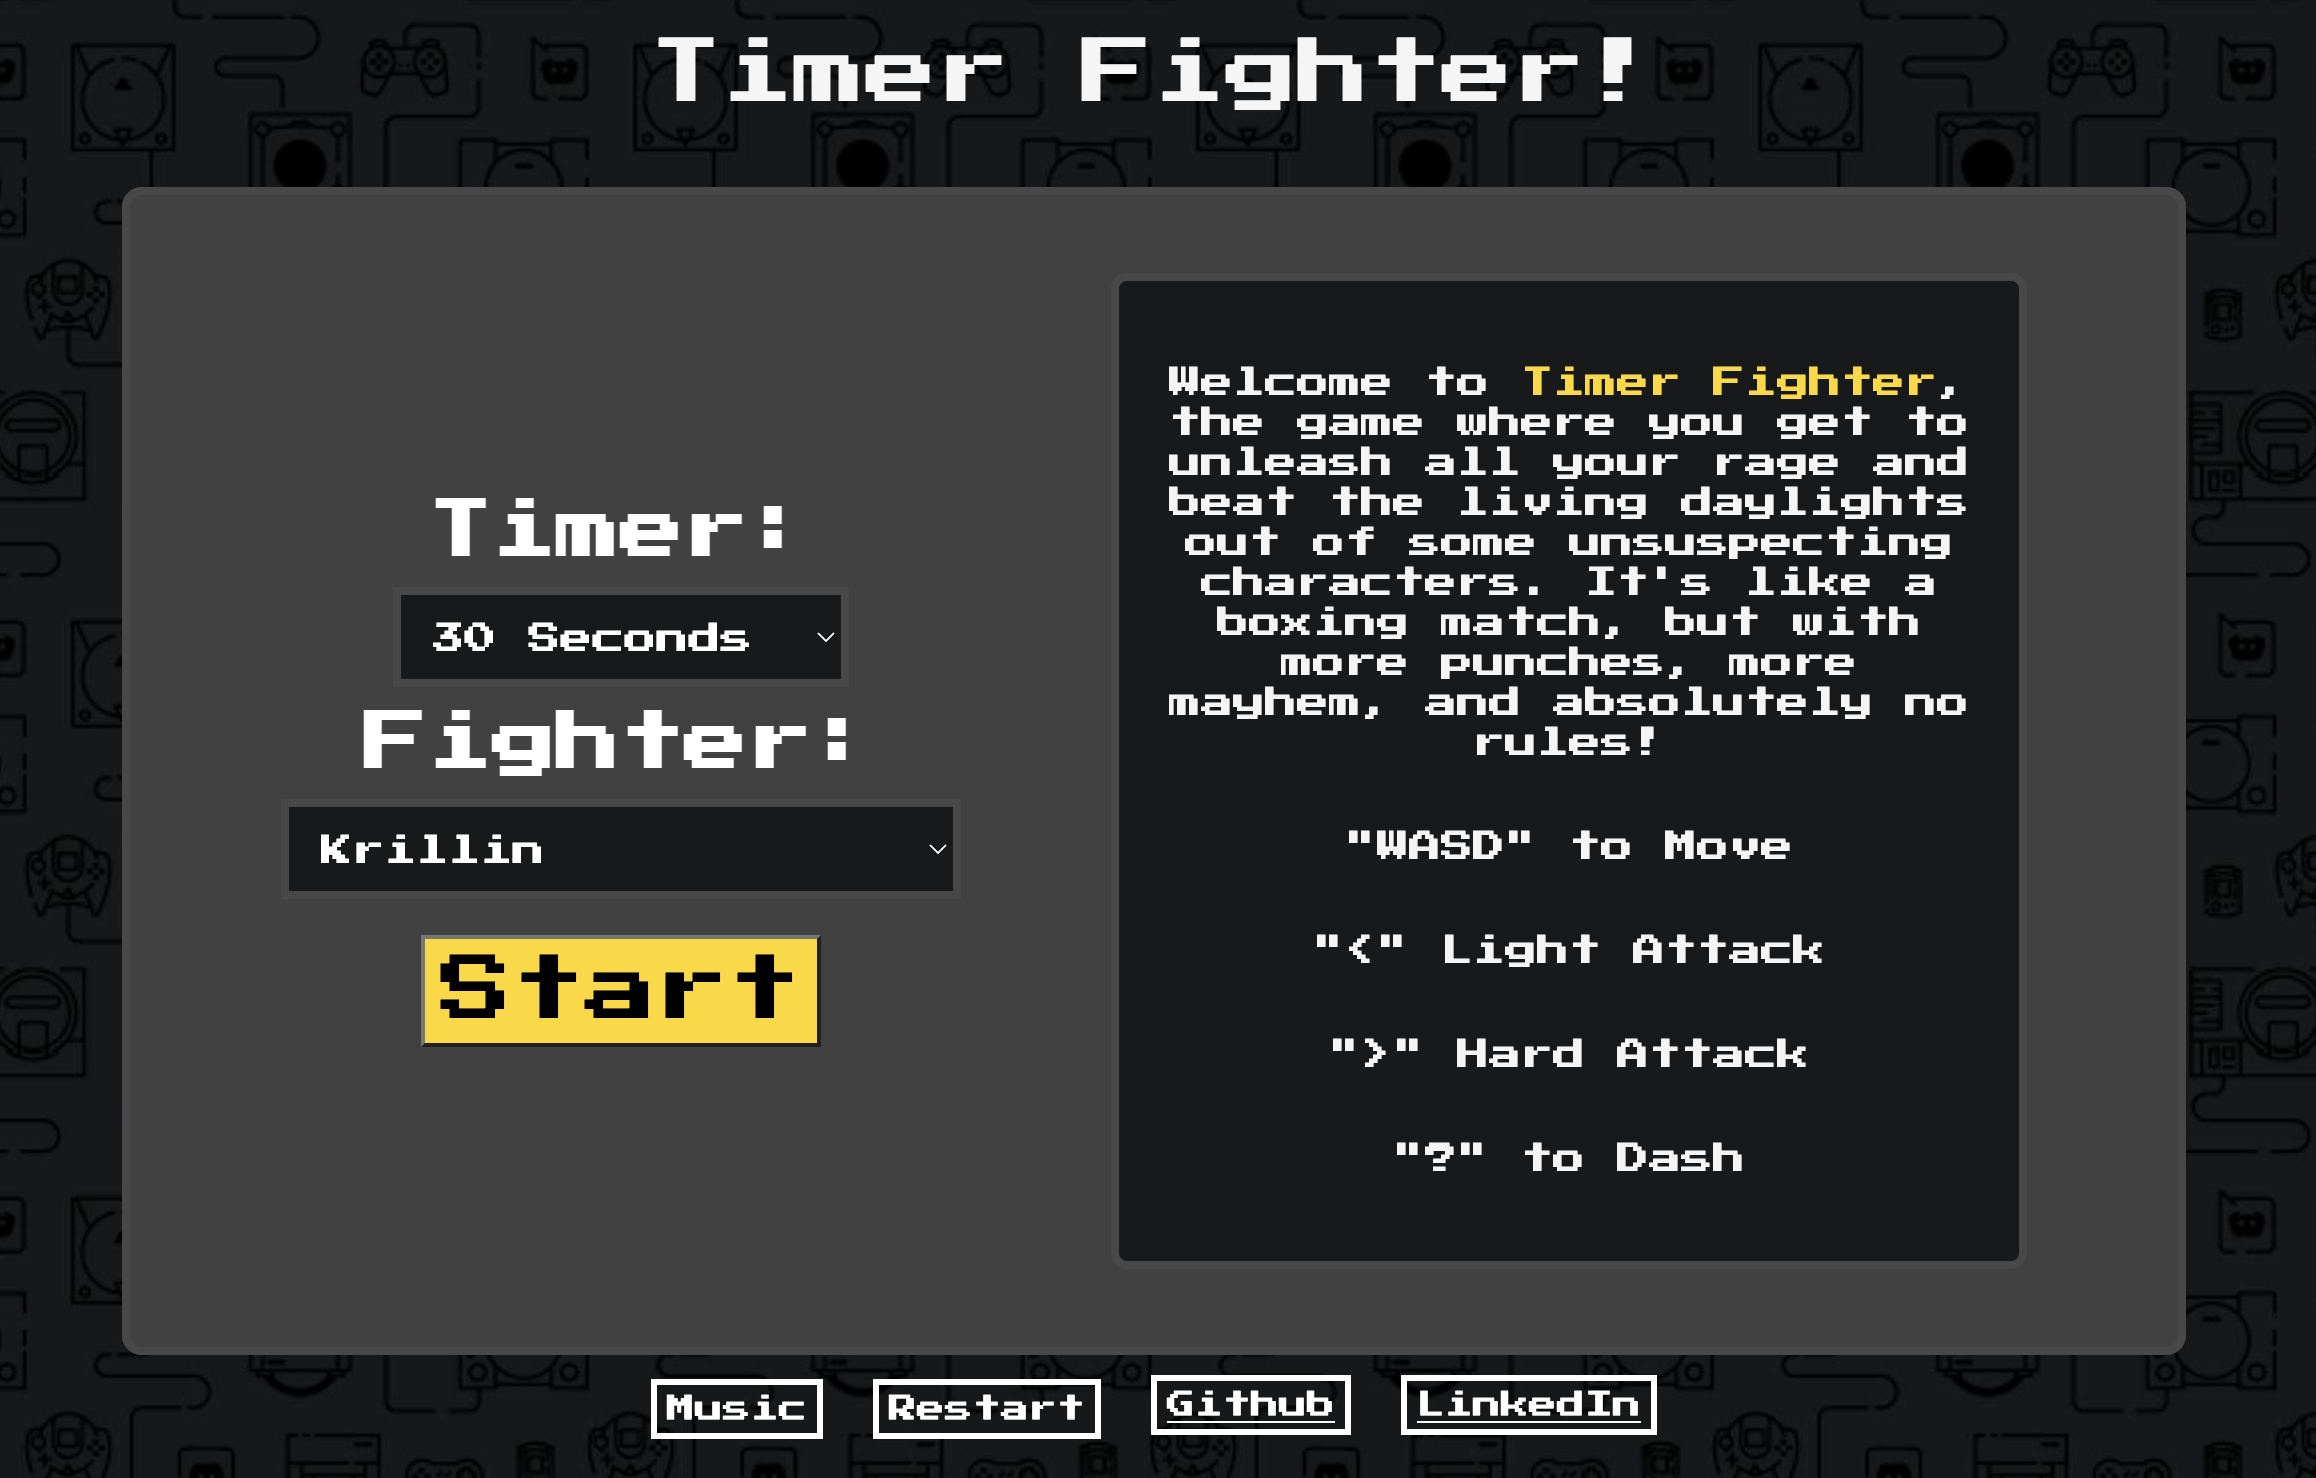 Timer Fighter!
Timer:
30 Seconds
Fighter:
Krillin
Start
Welcome to Timer Fighter,
the game where you get to
unleash all your rage and
beat the living daylights
out of some unsuspecting
characters. It's like a
boxing match, but with
more punches, more
mayhem, and absolutely no
rules!
"WASD" to Move
"<" Light Attack
">" Hard Attack
"?" to Dash
Music
Restart
Github
LinkedIn